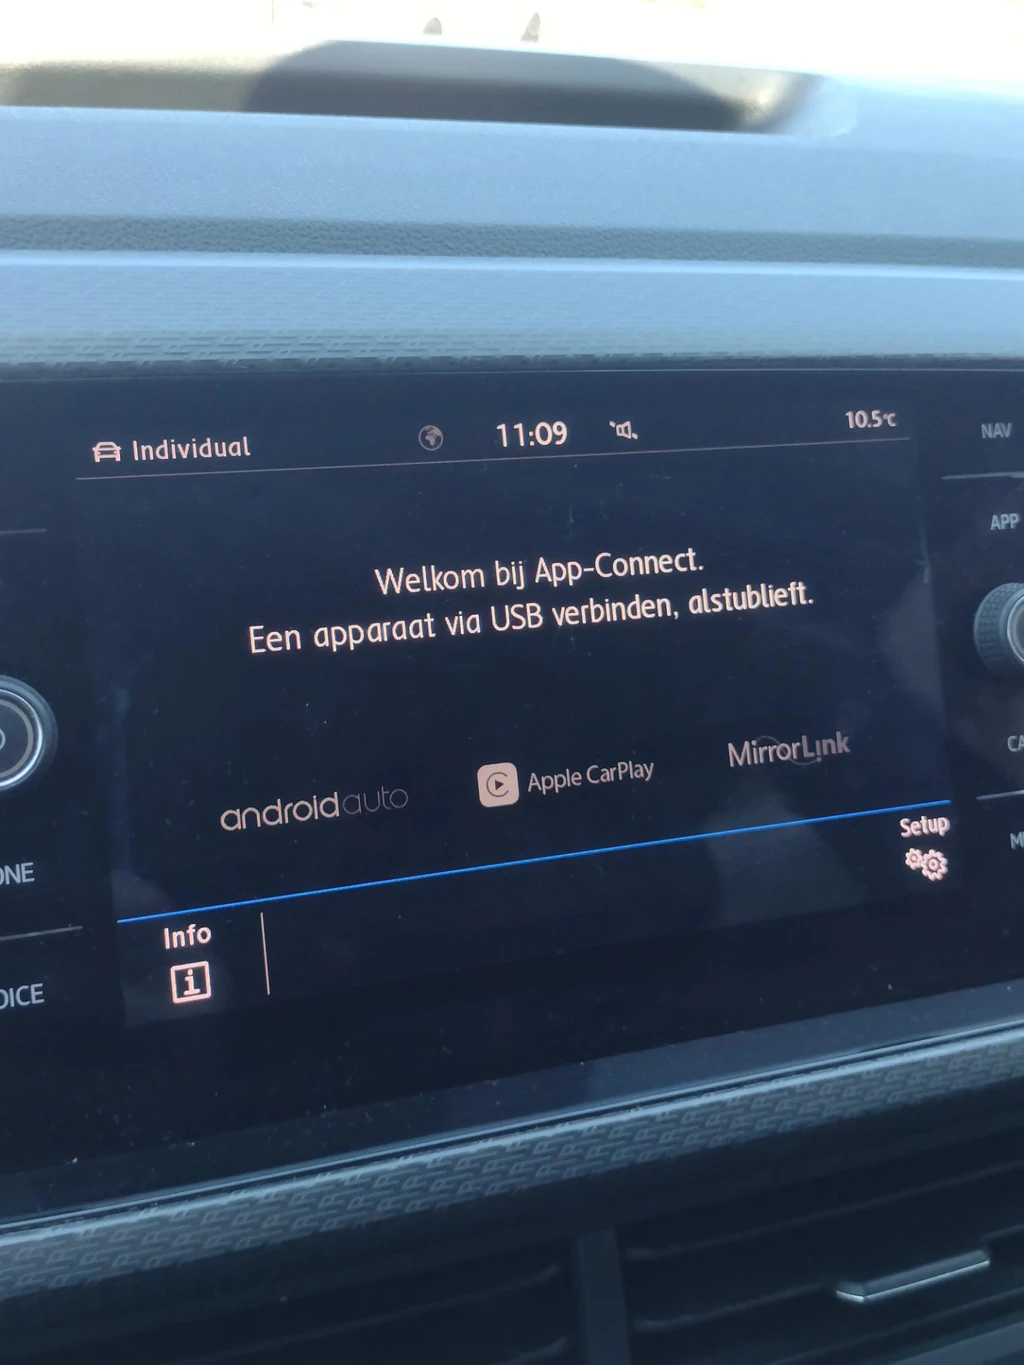 Individual 11:09 10.5°C
NAV
APP
Welkom bij App-Connect.
Een apparaat via USB verbinden, alstublieft.
androidauto Apple CarPlay MirrorLink
Setup
Info